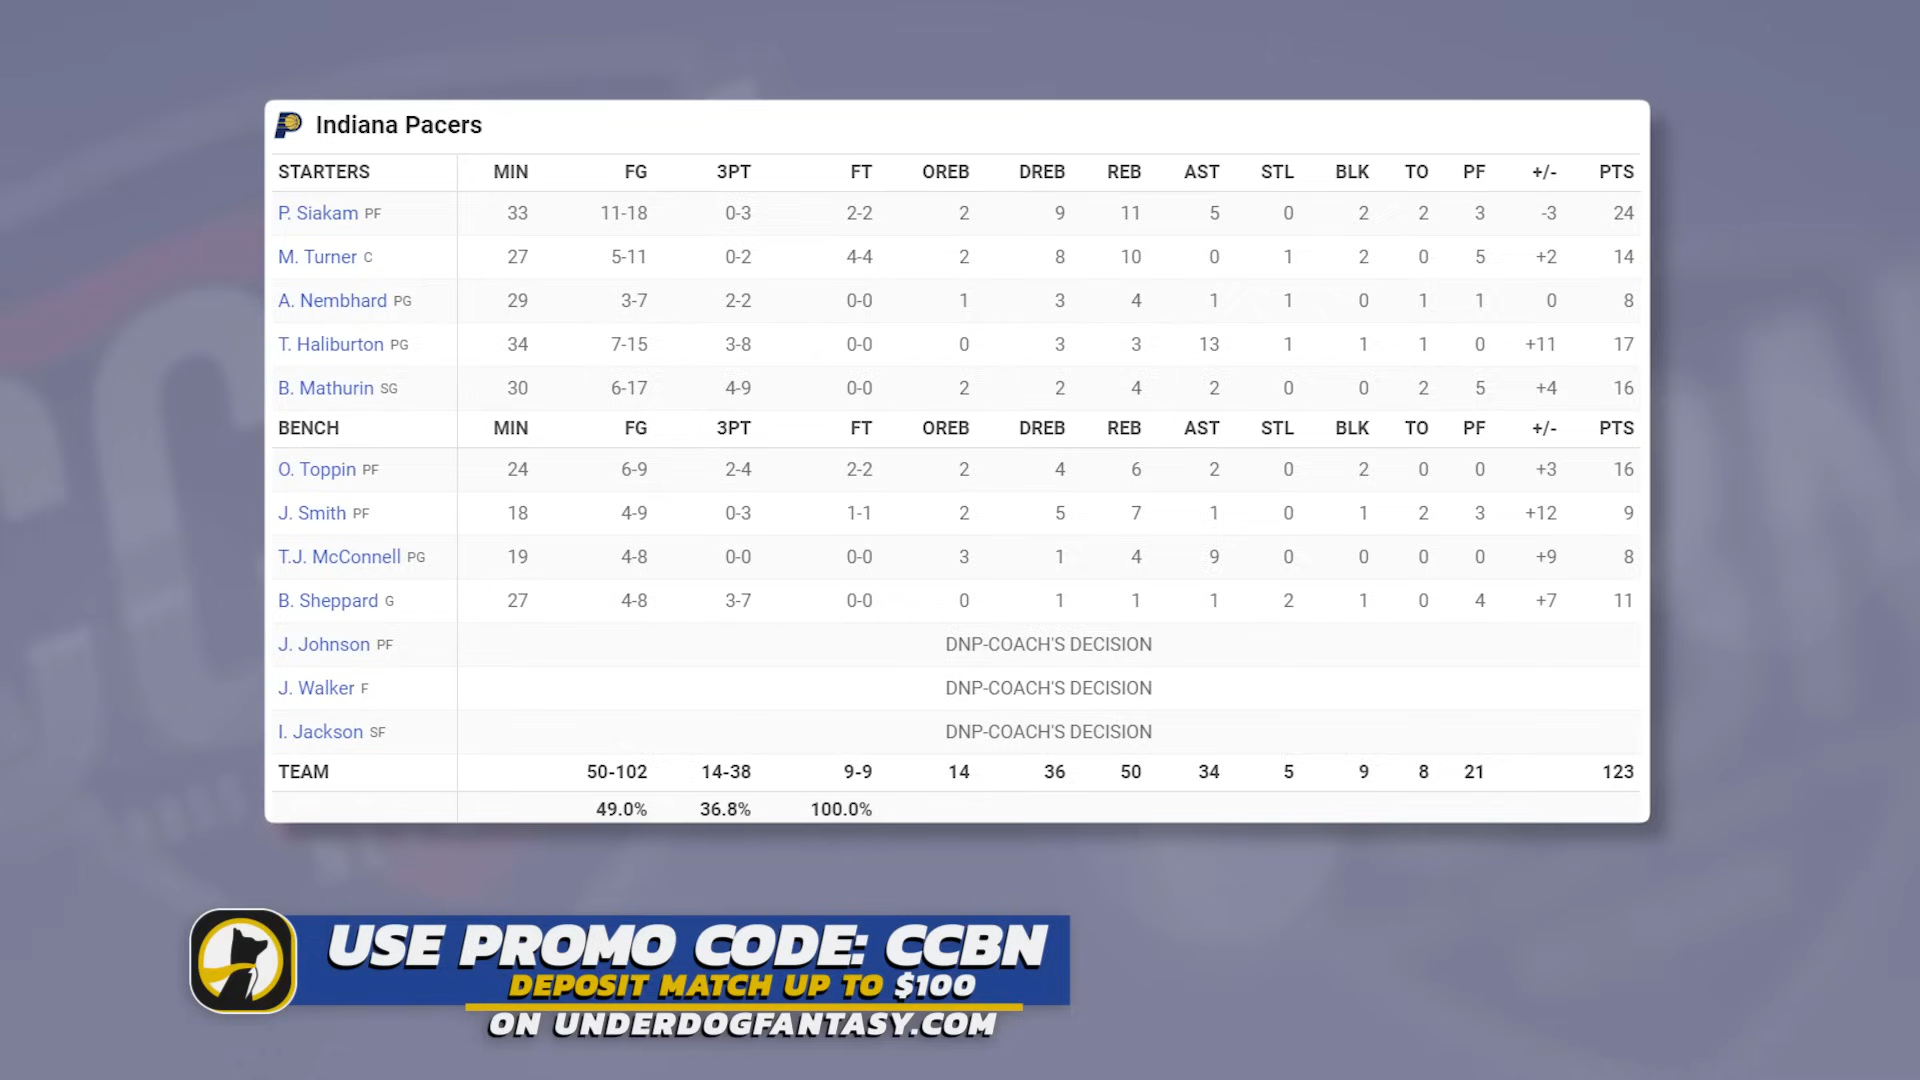 Indiana Pacers
STARTERS MIN FG 3PT FT OREB DREB REB AST STL BLK TO PF +/- PTS
P. Siakam PF 33 11-18 0-3 2-2 2 9 11 5 0 2 2 3 -3 24
M. Turner C 27 5-11 0-2 4-4 2 8 10 0 1 2 0 5 +2 14
A. Nembhard PG 29 3-7 2-2 0-0 1 3 4 1 1 0 1 1 0 8
T. Haliburton PG 34 7-15 3-8 0-0 0 3 3 13 1 1 1 0 +11 17
B. Mathurin SG 30 6-17 4-9 0-0 2 2 4 2 0 0 2 5 +4 16
BENCH MIN FG 3PT FT OREB DREB REB AST STL BLK TO PF +/- PTS
O. Toppin PF 24 6-9 2-4 2-2 2 4 6 2 0 2 0 0 +3 16
J. Smith PF 18 4-9 0-3 1-1 2 5 7 1 0 1 2 3 +12 9
T.J. McConnell PG 19 4-8 0-0 0-0 3 1 4 9 0 0 0 0 +9 8
B. Sheppard G 27 4-8 3-7 0-0 0 1 1 1 2 1 0 4 +7 11
J. Johnson PF DNP-COACH'S DECISION
J. Walker F DNP-COACH'S DECISION
I. Jackson SF DNP-COACH'S DECISION
TEAM 50-102 14-38 9-9 14 36 50 34 5 9 8 21 123
49.0% 36.8% 100.0%
USE PROMO CODE: CCBN
DEPOSIT MATCH UP TO $100
ON UNDERDOGFANTASY.COM